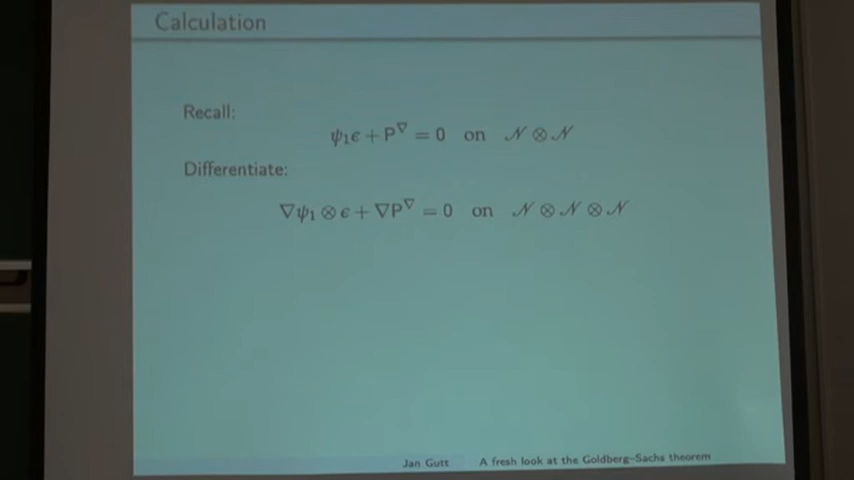 Calculation
Recall:
ψ₁ϵ + P^∇ = 0 on 𝒩 ⊗ 𝒩
Differentiate:
∇ψ₁ ⊗ ϵ + ∇P^∇ = 0 on 𝒩 ⊗ 𝒩 ⊗ 𝒩
Jan Gutt A fresh look at the Goldberg–Sachs theorem